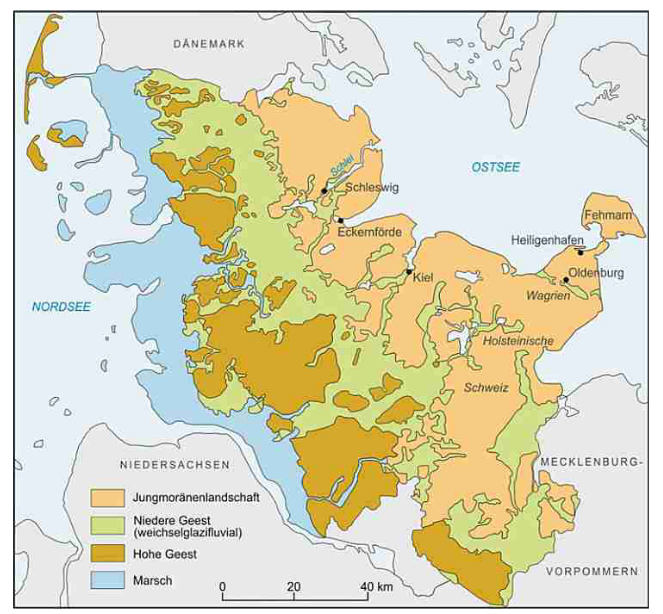 DÄNEMARK
OSTSEE
Schlei
Schleswig
Eckernförde
Fehmarn
Heiligenhafen
Oldenburg
Kiel
Wagrien
NORDSEE
Holsteinische
Schweiz
NIEDERSACHSEN
MECKLENBURG-
VORPOMMERN
Jungmoränenlandschaft
Niedere Geest
(weichselglazifluvial)
Hohe Geest
Marsch
0 20 40 km